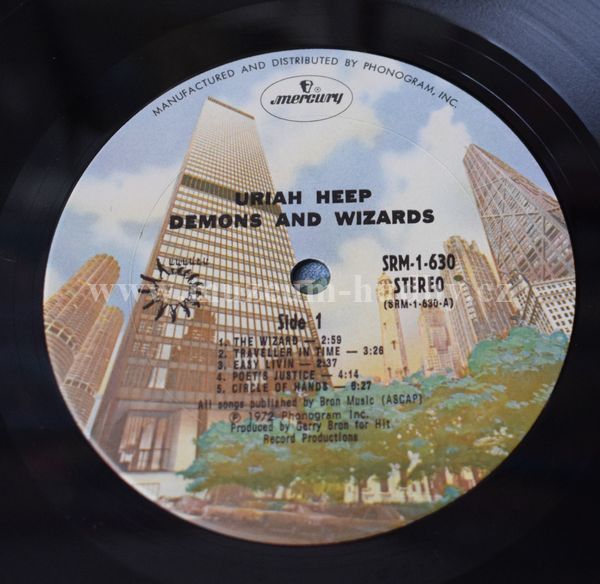 MANUFACTURED AND DISTRIBUTED BY PHONOGRAM, INC.
mercury
URIAH HEEP
DEMONS AND WIZARDS
SRM-1-630
STEREO
(SRM-1-630-A)
Side 1
1. THE WIZARD — 2:59
2. TRAVELLER IN TIME — 3:26
3. EASY LIVIN — 2:37
4. POET'S JUSTICE — 4:14
5. CIRCLE OF HANDS — 6:27
All songs published by Bron Music (ASCAP)
℗ 1972 Phonogram Inc.
Produced by Gerry Bron for Hit
Record Productions